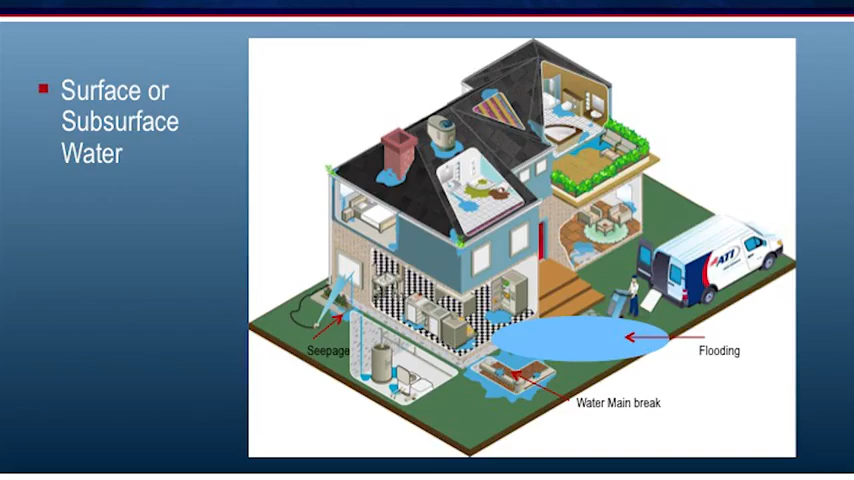 Surface or
Subsurface
Water
ATI
Seepage
Flooding
Water Main break